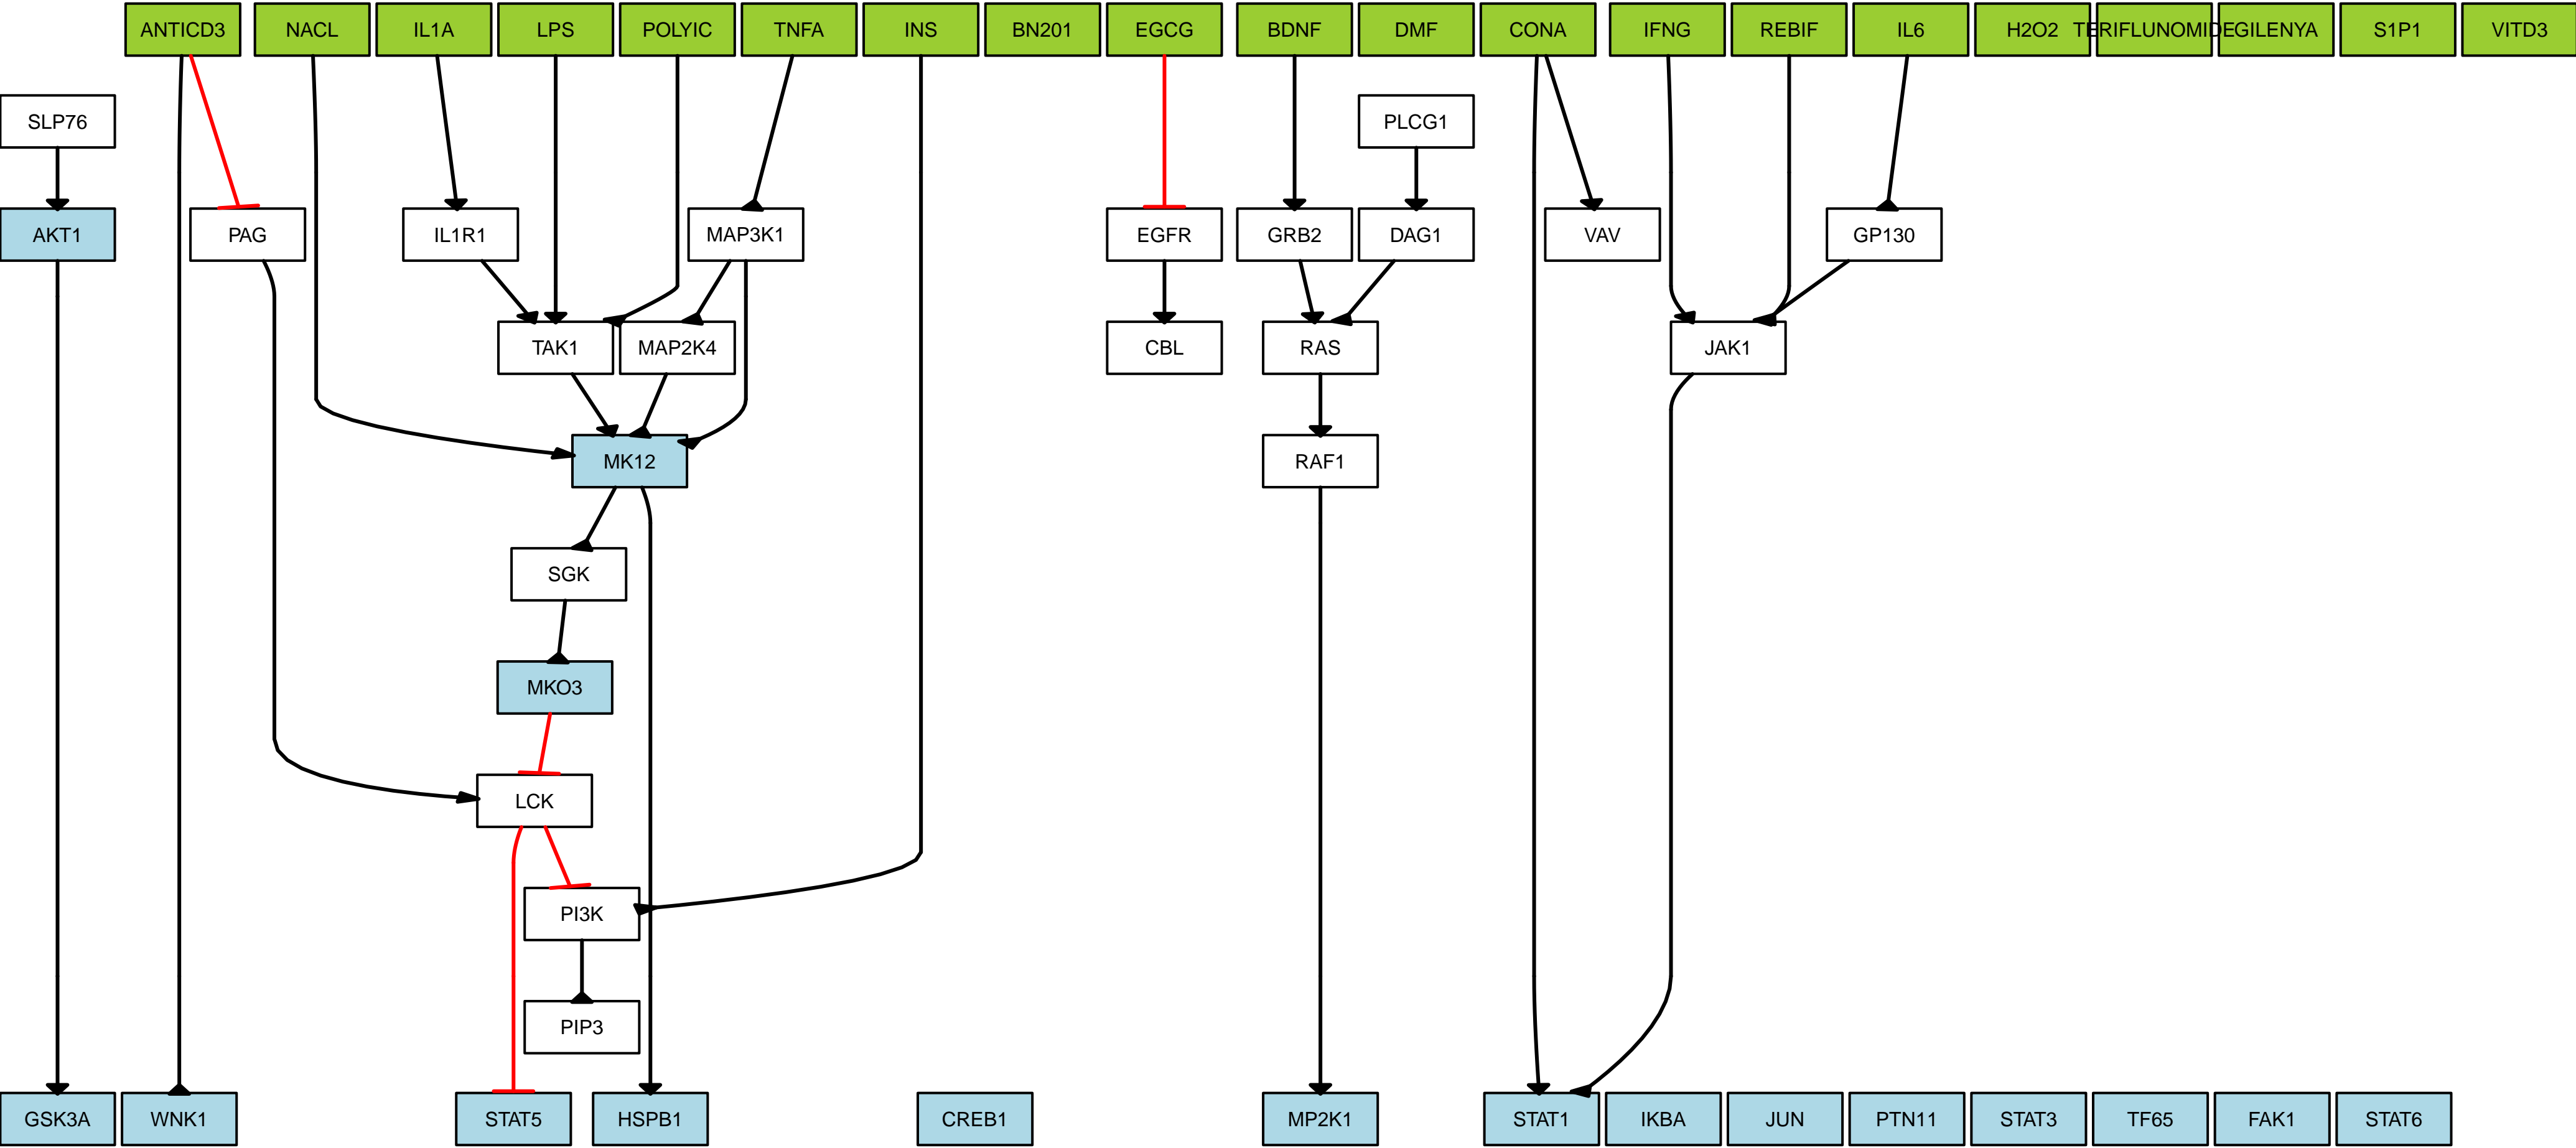 ANTICD3
NACL
IL1A
LPS
POLYIC
TNFA
INS
BN201
EGCG
BDNF
DMF
CONA
IFNG
REBIF
IL6
H2O2
TERIFLUNOMIDE
GILENYA
S1P1
VITD3
SLP76
PLCG1
AKT1
PAG
IL1R1
MAP3K1
EGFR
GRB2
DAG1
VAV
GP130
TAK1
MAP2K4
CBL
RAS
JAK1
MK12
RAF1
SGK
MKO3
LCK
PI3K
PIP3
GSK3A
WNK1
STAT5
HSPB1
CREB1
MP2K1
STAT1
IKBA
JUN
PTN11
STAT3
TF65
FAK1
STAT6